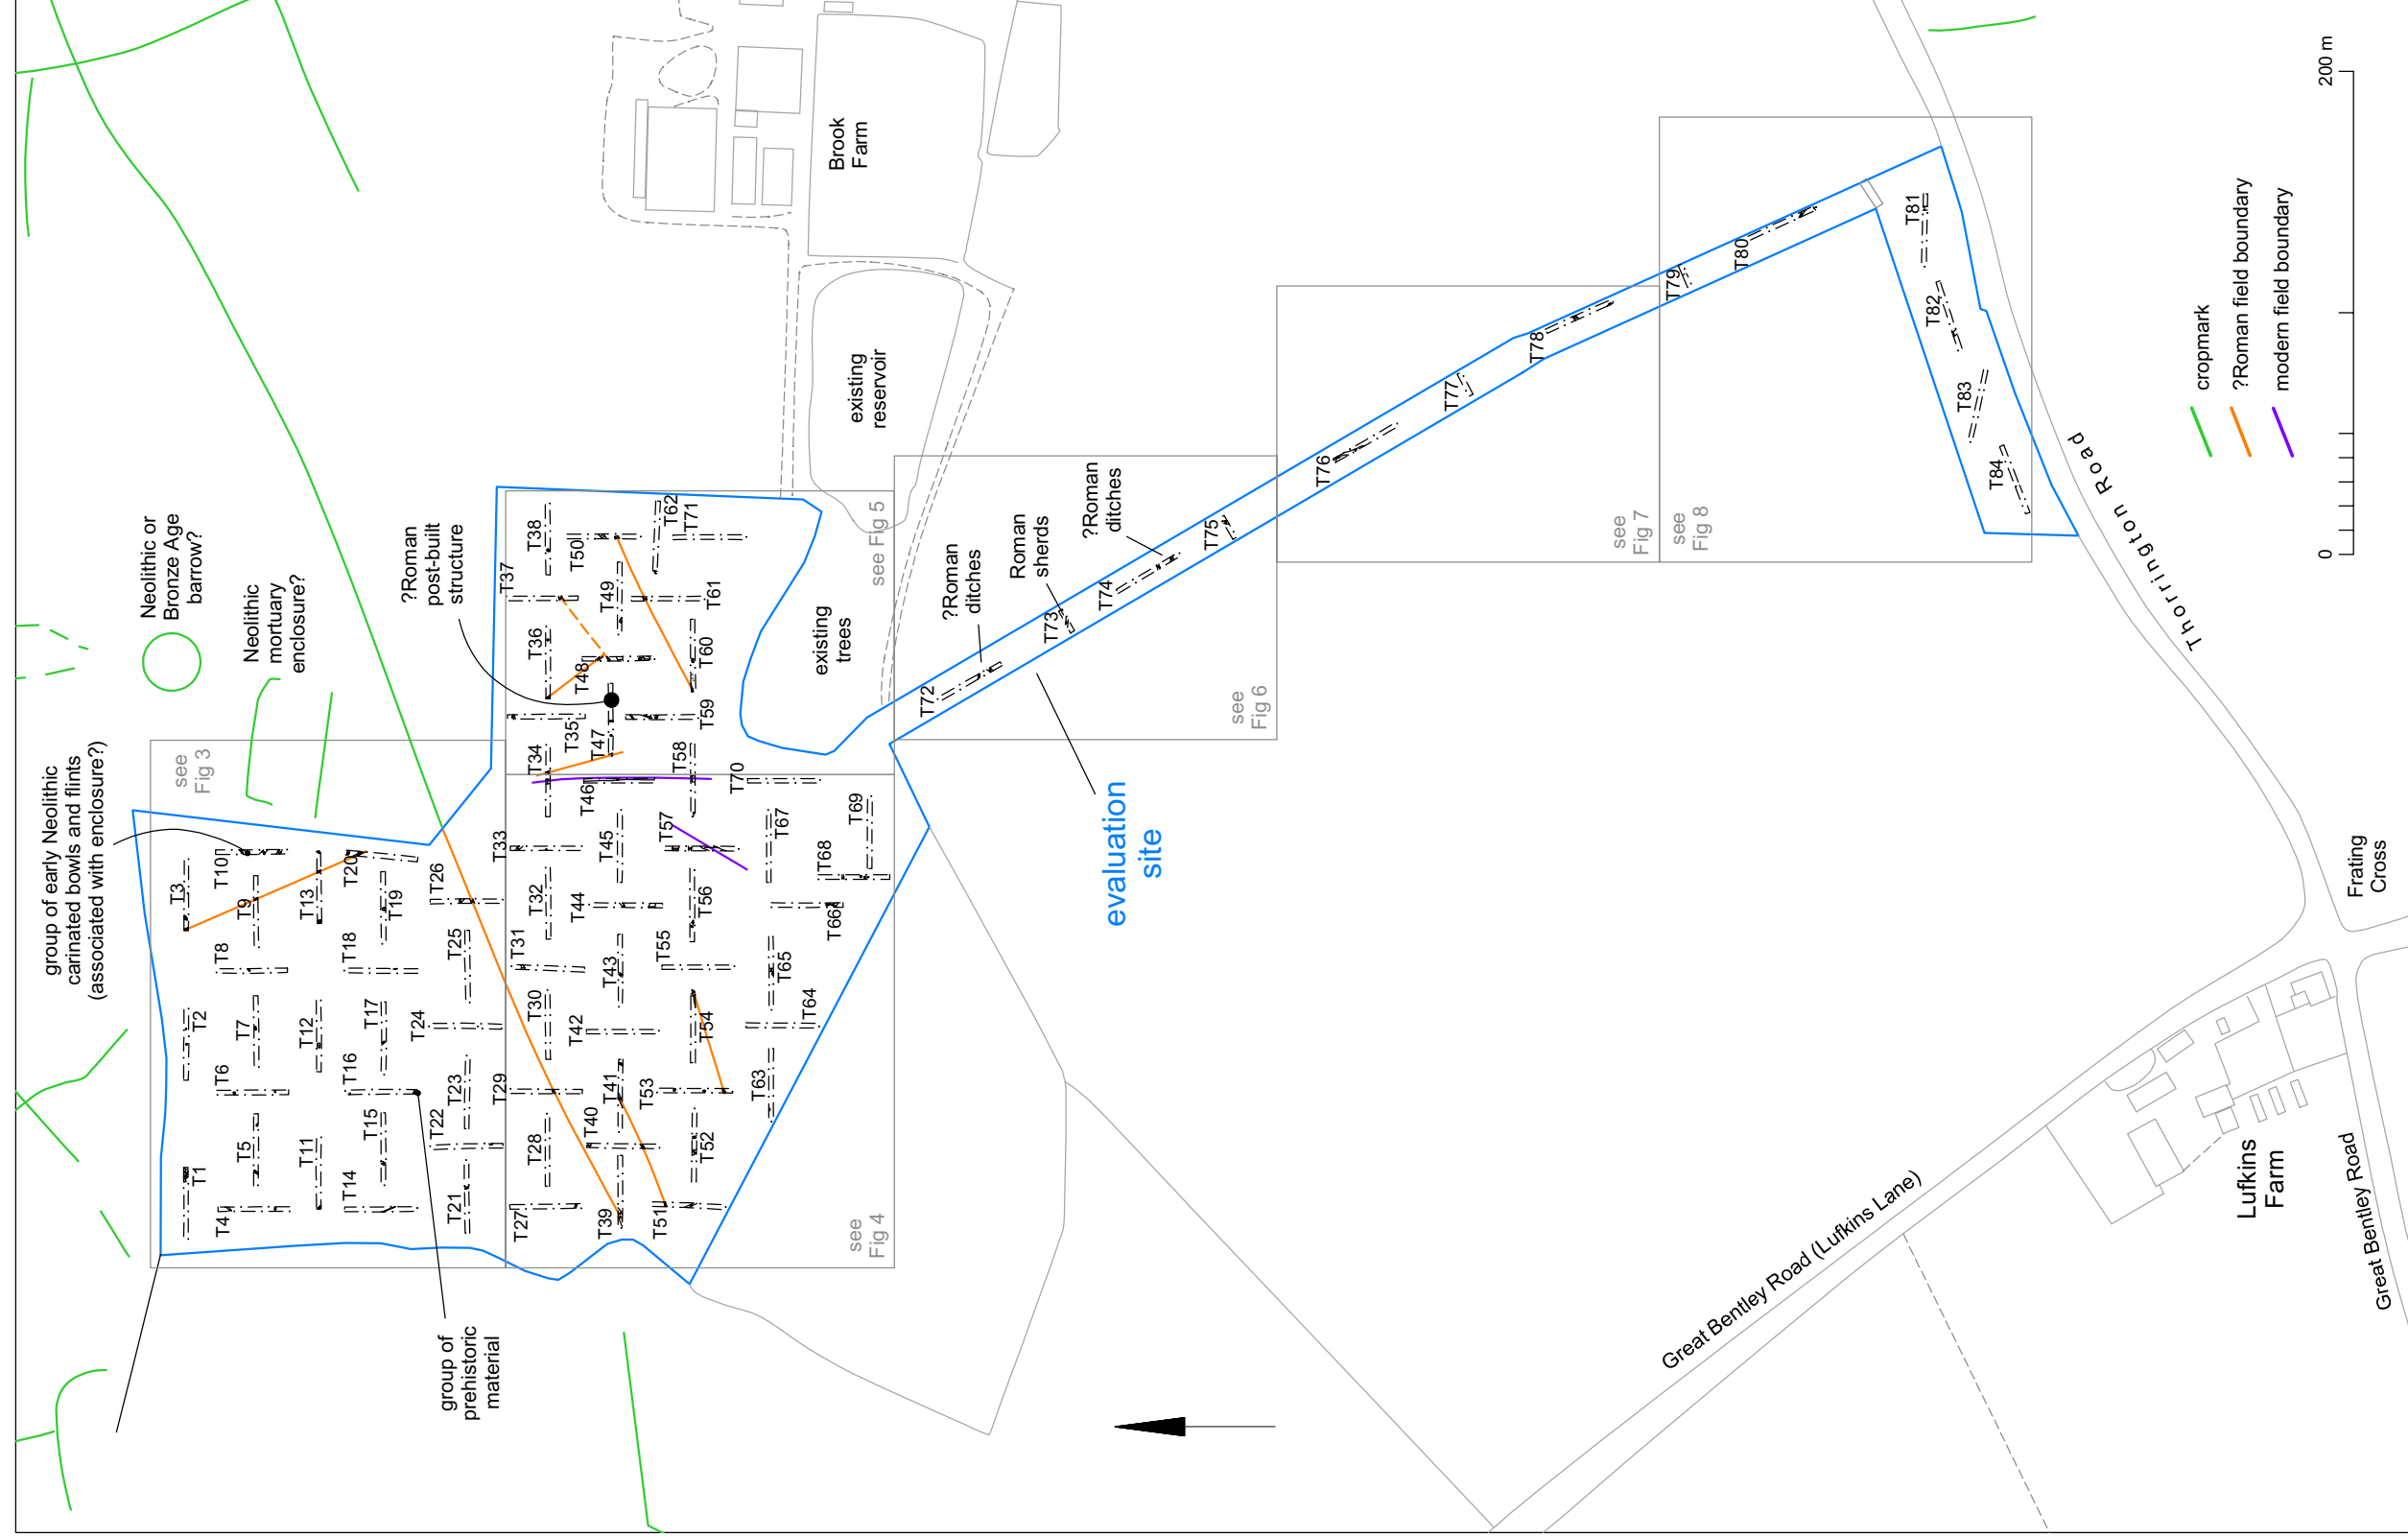 group of early Neolithic
carinated bowls and flints
(associated with enclosure?)
Neolithic or
Bronze Age
barrow?
Neolithic
mortuary
enclosure?
?Roman
post-built
structure
see
Fig 3
T1
T2
T3
T4
T5
T6
T7
T8
T9
T10
T11
T12
T13
T14
T15
T16
T17
T18
T19
T20
T21
T22
T23
T24
T25
T26
group of
prehistoric
material
T27
T28
T29
T30
T31
T32
T33
T34
T35
T36
T37
T38
T39
T40
T41
T42
T43
T44
T45
T46
T47
T48
T49
T50
T51
T52
T53
T54
T55
T56
T57
T58
T59
T60
T61
T62
T63
T64
T65
T66
T67
T68
T69
T70
T71
see
Fig 4
see Fig 5
existing
trees
existing
reservoir
Brook
Farm
?Roman
ditches
Roman
sherds
?Roman
ditches
T72
T73
T74
T75
see
Fig 6
evaluation
site
T76
T77
T78
see
Fig 7
see
Fig 8
T79
T80
T81
T82
T83
T84
Thorrington Road
Great Bentley Road (Lufkins Lane)
Lufkins
Farm
Great Bentley Road
Frating
Cross
cropmark
?Roman field boundary
modern field boundary
0
200 m